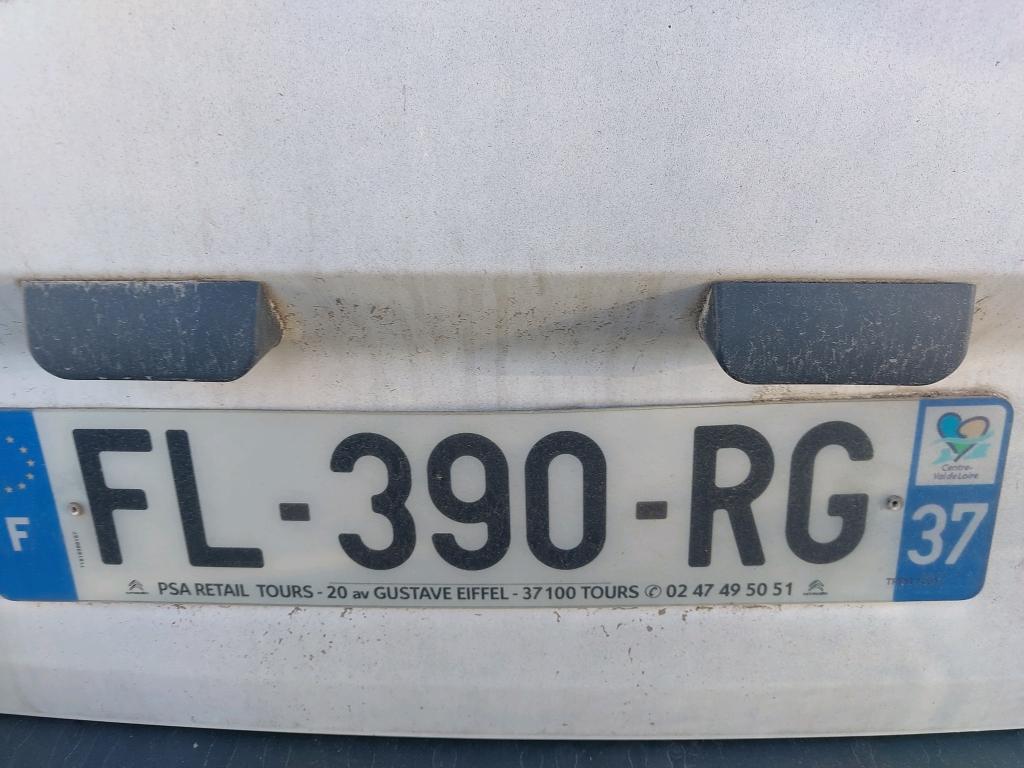 F
FL-390-RG
Centre-
Val de Loire
37
PSA RETAIL TOURS - 20 av GUSTAVE EIFFEL - 37100 TOURS ✆ 02 47 49 50 51